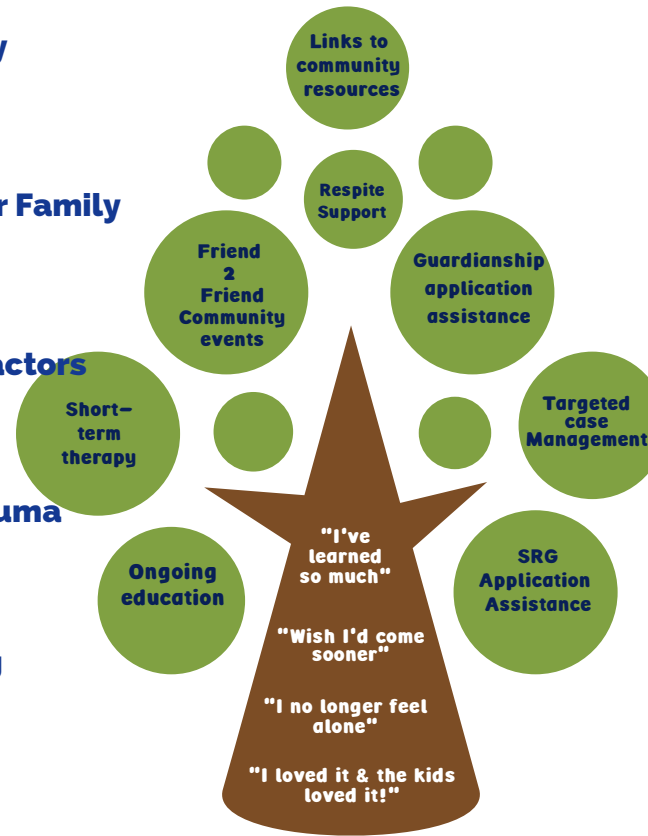 y
r Family
actors
uma
g
Links to
community
resources
Respite
Support
Friend
2
Friend
Community
events
Guardianship
application
assistance
Short-
term
therapy
Targeted
case
Management
Ongoing
education
SRG
Application
Assistance
"I've
learned
so much"
"Wish I'd come
sooner"
"I no longer feel
alone"
"I loved it & the kids
loved it!"